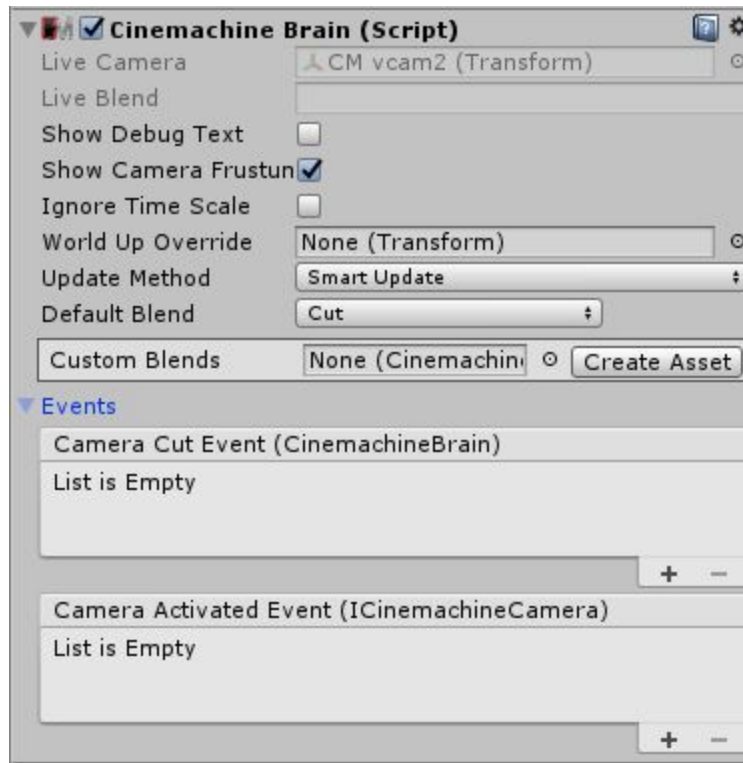 Cinemachine Brain (Script)
Live Camera CM vcam2 (Transform)
Live Blend
Show Debug Text
Show Camera Frustun
Ignore Time Scale
World Up Override None (Transform)
Update Method Smart Update
Default Blend Cut
Custom Blends None (Cinemachin Create Asset
Events
Camera Cut Event (CinemachineBrain)
List is Empty
+ −
Camera Activated Event (ICinemachineCamera)
List is Empty
+ −